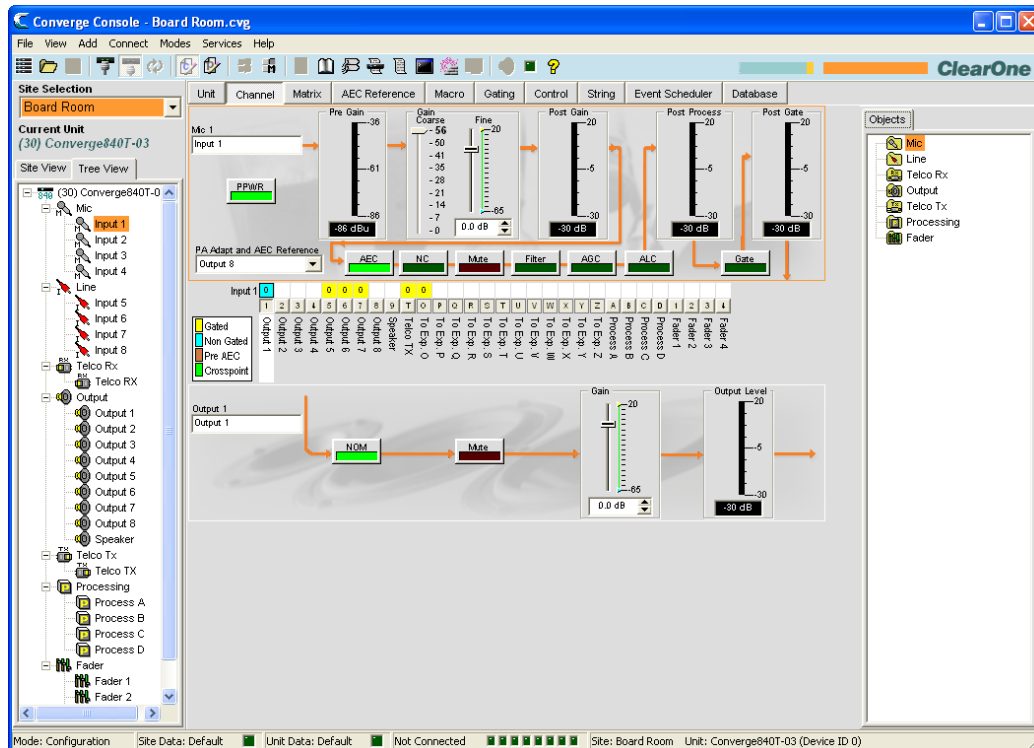 Converge Console - Board Room.cvg
File View Add Connect Modes Services Help
ClearOne
Site Selection
Board Room
Current Unit
(30) Converge840T-03
Site View Tree View
(30) Converge840T-0
Mic
Input 1
Input 2
Input 3
Input 4
Line
Input 5
Input 6
Input 7
Input 8
Telco Rx
Telco RX
Output
Output 1
Output 2
Output 3
Output 4
Output 5
Output 6
Output 7
Output 8
Speaker
Telco Tx
Telco TX
Processing
Process A
Process B
Process C
Process D
Fader
Fader 1
Fader 2
Unit Channel Matrix AEC Reference Macro Gating Control String Event Scheduler Database
Mic 1
Input 1
PPWR
PA Adapt and AEC Reference
Output 8
Pre Gain
-36
-61
-86
-86 dBu
Gain
Coarse Fine
- 56
- 50
- 41
- 35
- 28
- 21
- 14
- 7
- 0
20
-65
0.0 dB
Post Gain
20
-5
-30
-30 dB
Post Process
20
-5
-30
-30 dB
Post Gate
20
-5
-30
-30 dB
AEC NC Mute Filter AGC ALC Gate
Input 1 0 0 0 0 0 0
1 2 3 4 5 6 7 8 9 T O P Q R S T U V W X Y Z A B C D 1 2 3 4
Output 1
Output 2
Output 3
Output 4
Output 5
Output 6
Output 7
Output 8
Speaker
Telco TX
To Exp. O
To Exp. P
To Exp. Q
To Exp. R
To Exp. S
To Exp. T
To Exp. U
To Exp. V
To Exp. W
To Exp. X
To Exp. Y
To Exp. Z
Process A
Process B
Process C
Process D
Fader 1
Fader 2
Fader 3
Fader 4
Gated
Non Gated
Pre AEC
Crosspoint
Output 1
Output 1
NOM
Mute
Gain
20
-65
0.0 dB
Output Level
20
-5
-30
-30 dB
Objects
Mic
Line
Telco Rx
Output
Telco Tx
Processing
Fader
Mode: Configuration Site Data: Default Unit Data: Default Not Connected Site: Board Room Unit: Converge840T-03 (Device ID 0)